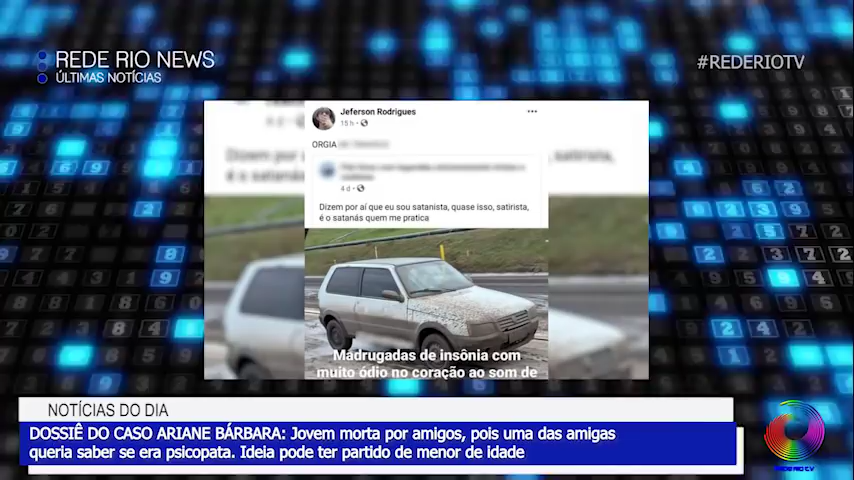 REDE RIO NEWS
ÚLTIMAS NOTÍCIAS
#REDERIOTV
Jeferson Rodrigues
15 h
ORGIA
4 d
Dizem por aí que eu sou satanista, quase isso, satirista,
é o satanás quem me pratica
Madrugadas de insônia com
muito ódio no coração ao som de
NOTÍCIAS DO DIA
DOSSIÊ DO CASO ARIANE BÁRBARA: Jovem morta por amigos, pois uma das amigas
queria saber se era psicopata. Ideia pode ter partido de menor de idade
REDE RIO T.V